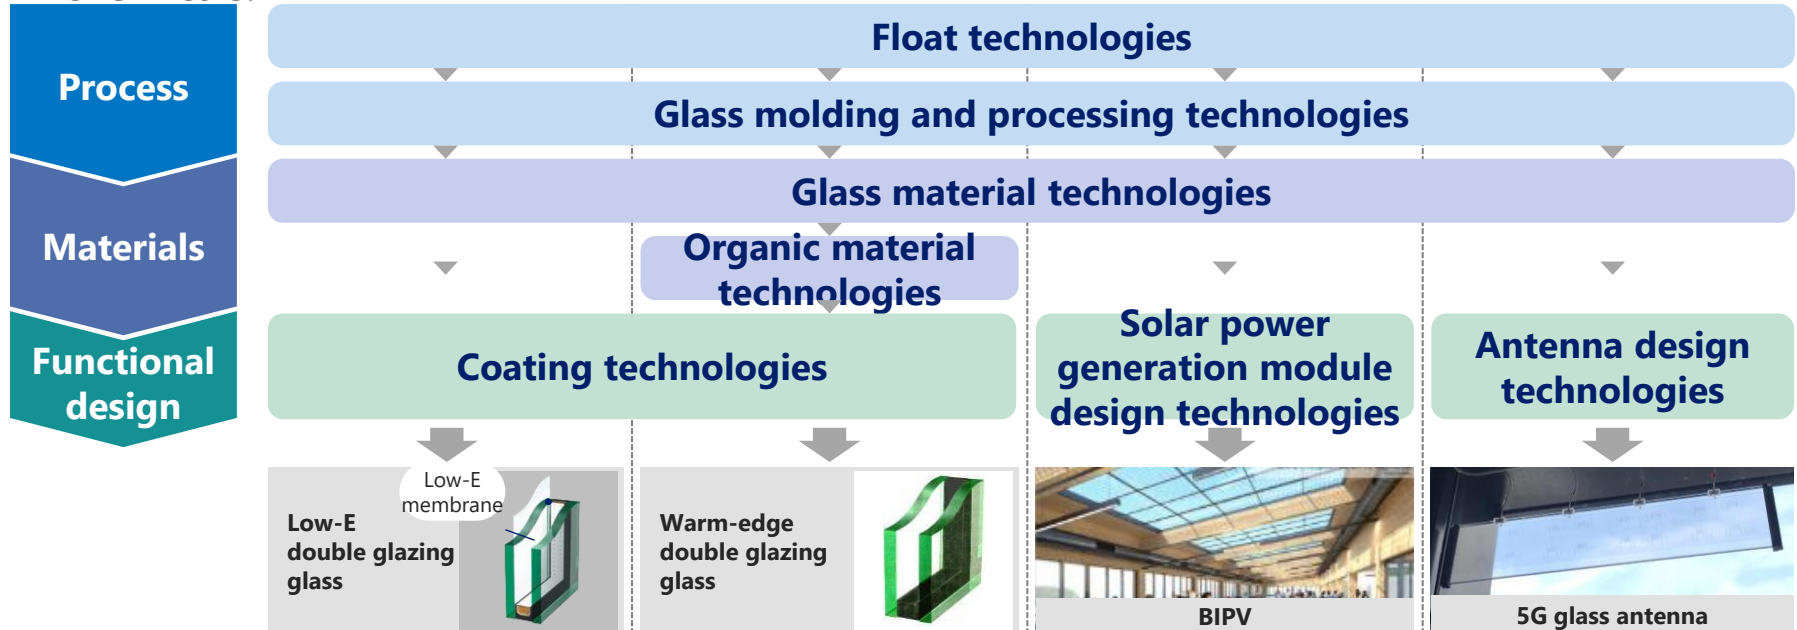 Process
Float technologies
Glass molding and processing technologies
Materials
Glass material technologies
Organic material
technologies
Functional
design
Coating technologies
Solar power
generation module
design technologies
Antenna design
technologies
Low-E
membrane
Low-E
double glazing
glass
Warm-edge
double glazing
glass
BIPV
5G glass antenna